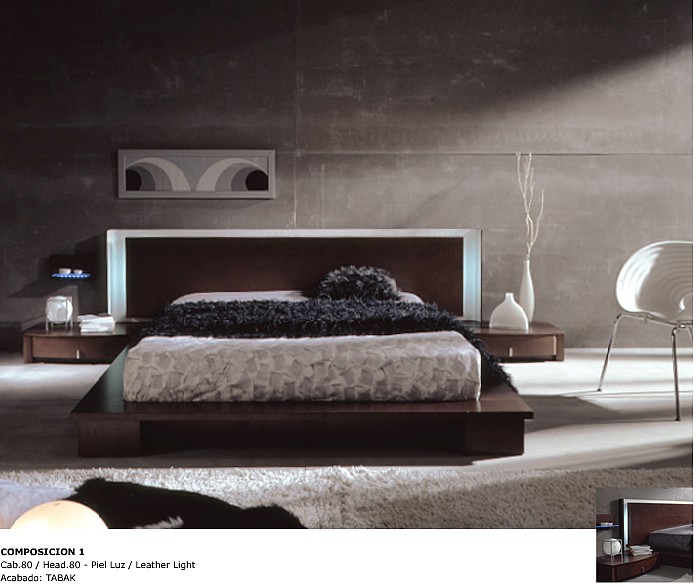 COMPOSICION 1
Cab.80 / Head.80 - Piel Luz / Leather Light
Acabado: TABAK